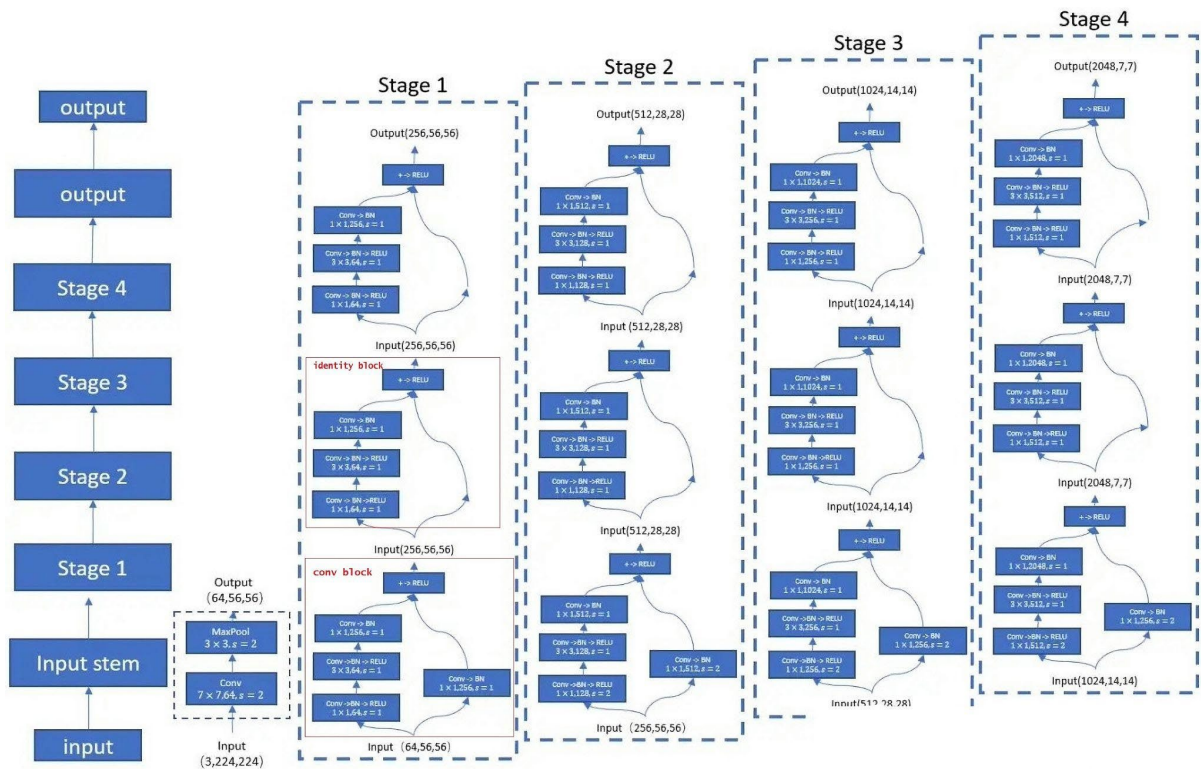 output
output
Stage 4
Stage 3
Stage 2
Stage 1
Input stem
input
Output
(64,56,56)
MaxPool
3 × 3, s = 2
Conv
7 × 7,64, s = 2
Input
(3,224,224)
Stage 1
Output(256,56,56)
+ -> RELU
Conv -> BN
1 × 1,256, s = 1
Conv -> BN ->RELU
3 × 3,64, s = 1
Conv -> BN ->RELU
1 × 1,64, s = 1
Input(256,56,56)
identity block
+ -> RELU
Conv -> BN
1 × 1,256, s = 1
Conv -> BN ->RELU
3 × 3,64, s = 1
Conv -> BN ->RELU
1 × 1,64, s = 1
Input(256,56,56)
conv block
+ -> RELU
Conv -> BN
1 × 1,256, s = 1
Conv->BN-> RELU
3 × 3,64, s = 1
Conv->BN-> RELU
1 × 1,64, s = 1
Conv -> BN
1 × 1,256, s = 1
Input (64,56,56)
Stage 2
Output(512,28,28)
+ -> RELU
Conv -> BN
1 × 1,512, s = 1
Conv -> BN ->RELU
3 × 3,128, s = 1
Conv -> BN ->RELU
1 × 1,128, s = 1
Input (512,28,28)
+ -> RELU
Conv -> BN
1 × 1,512, s = 1
Conv -> BN ->RELU
3 × 3,128, s = 1
Conv -> BN ->RELU
1 × 1,128, s = 1
Input(512,28,28)
+ -> RELU
Conv -> BN
1 × 1,512, s = 1
Conv ->BN-> RELU
3 × 3,128, s = 1
Conv->BN-> RELU
1 × 1,128, s = 2
Conv -> BN
1 × 1,512, s = 2
Input (256,56,56)
Stage 3
Output(1024,14,14)
+ -> RELU
Conv -> BN
1 × 1,1024, s = 1
Conv -> BN ->RELU
3 × 3,256, s = 1
Conv -> BN ->RELU
1 × 1,256, s = 1
Input(1024,14,14)
+ -> RELU
Conv -> BN
1 × 1,1024, s = 1
Conv -> BN ->RELU
3 × 3,256, s = 1
Conv -> BN ->RELU
1 × 1,256, s = 1
Input(1024,14,14)
+ -> RELU
Conv -> BN
1 × 1,1024, s = 1
Conv ->BN-> RELU
3 × 3,256, s = 1
Conv ->BN-> RELU
1 × 1,256, s = 2
Conv -> BN
1 × 1,256, s = 2
Input(512,28,28)
Stage 4
Output(2048,7,7)
+ -> RELU
Conv -> BN
1 × 1,2048, s = 1
Conv -> BN ->RELU
3 × 3,512, s = 1
Conv -> BN ->RELU
1 × 1,512, s = 1
Input(2048,7,7)
+ -> RELU
Conv -> BN
1 × 1,2048, s = 1
Conv -> BN ->RELU
3 × 3,512, s = 1
Conv -> BN ->RELU
1 × 1,512, s = 1
Input(2048,7,7)
+ -> RELU
Conv -> BN
1 × 1,2048, s = 1
Conv ->BN-> RELU
3 × 3,512, s = 1
Conv ->BN-> RELU
1 × 1,512, s = 2
Conv -> BN
1 × 1,256, s = 2
Input(1024,14,14)